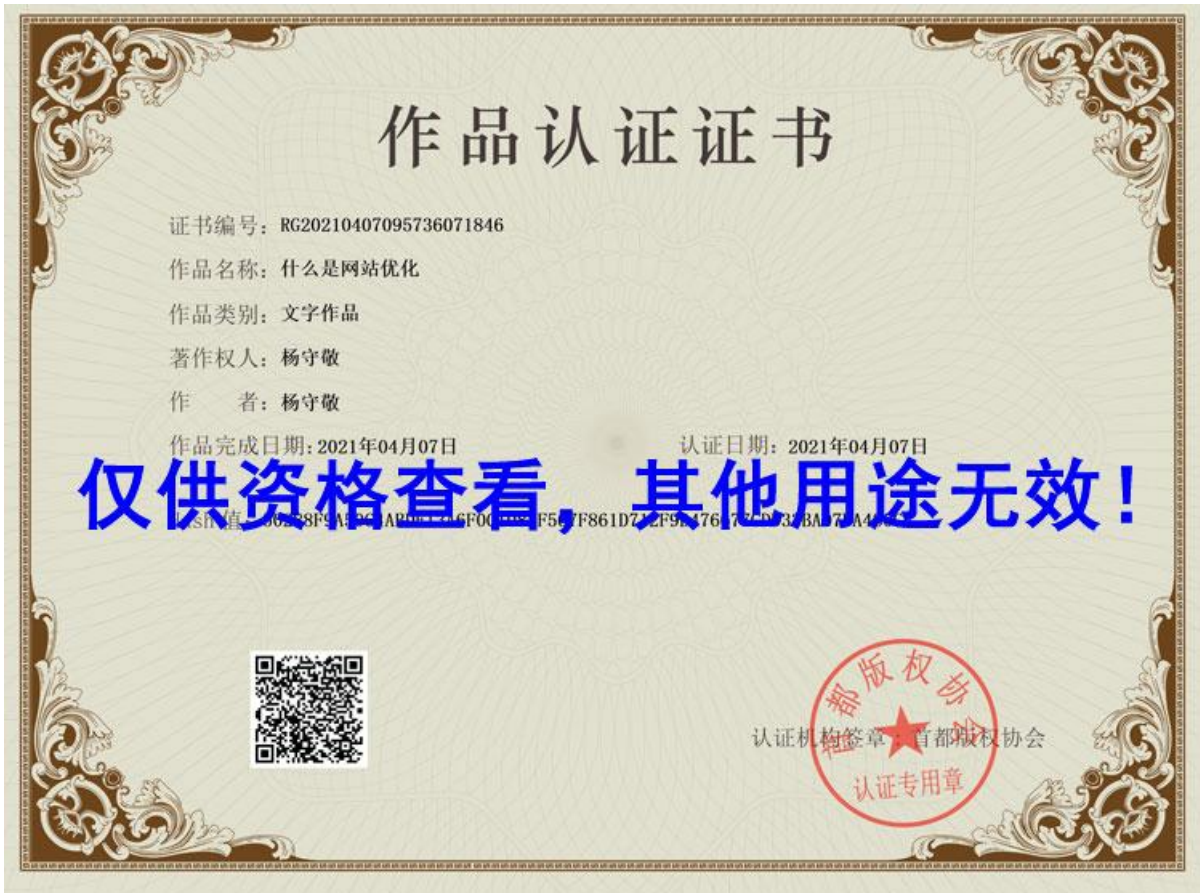 作品认证证书
证书编号：RG20210407095736071846
作品名称：什么是网站优化
作品类别：文字作品
著作权人：杨守敬
作 者：杨守敬
作品完成日期：2021年04月07日 认证日期：2021年04月07日
仅供资格查看，其他用途无效！
值：
首都版权协会
认证机构签章：首都版权协会
认证专用章